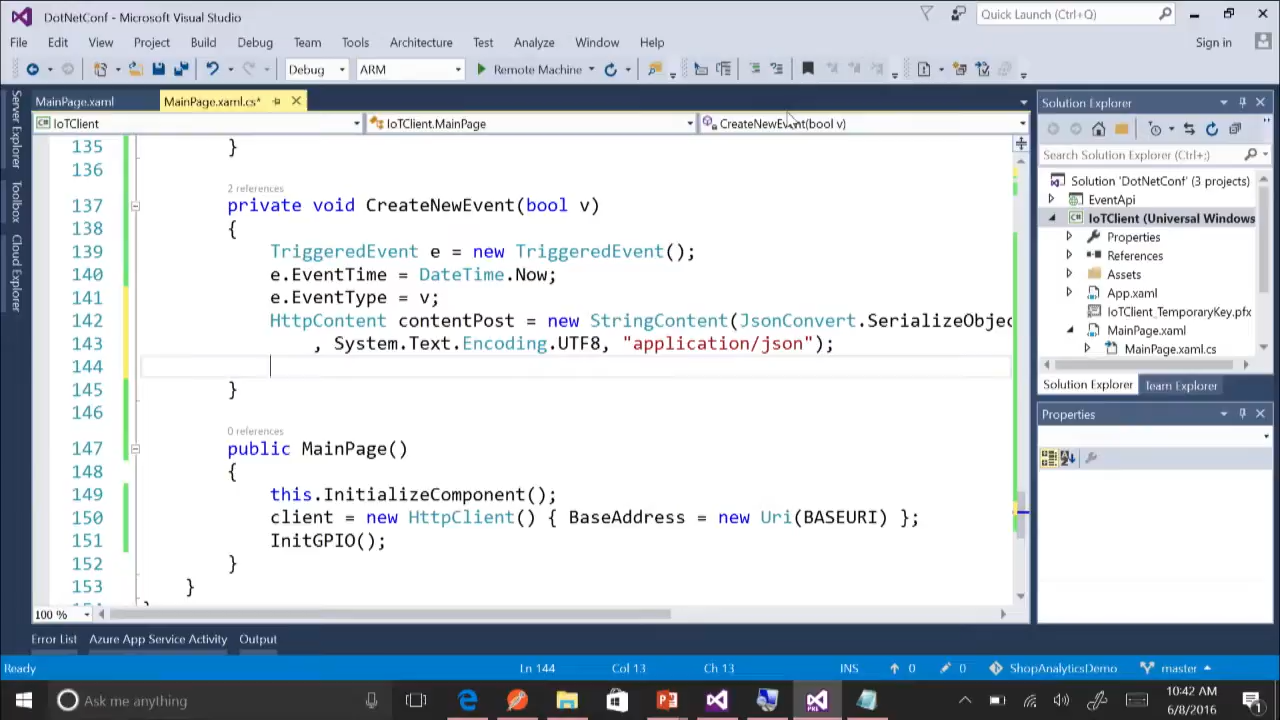 DotNetConf - Microsoft Visual Studio
Quick Launch (Ctrl+Q)
File Edit View Project Build Debug Team Tools Architecture Test Analyze Window Help
Sign in
Debug ARM Remote Machine
MainPage.xaml MainPage.xaml.cs*
IoTClient IoTClient.MainPage CreateNewEvent(bool v)
Server Explorer
Toolbox
Cloud Explorer
135 }
136
2 references
137 private void CreateNewEvent(bool v)
138 {
139 TriggeredEvent e = new TriggeredEvent();
140 e.EventTime = DateTime.Now;
141 e.EventType = v;
142 HttpContent contentPost = new StringContent(JsonConvert.SerializeObjec
143 , System.Text.Encoding.UTF8, "application/json");
144
145 }
146
0 references
147 public MainPage()
148 {
149 this.InitializeComponent();
150 client = new HttpClient() { BaseAddress = new Uri(BASEURI) };
151 InitGPIO();
152 }
153 }
100 %
Solution Explorer
Search Solution Explorer (Ctrl+;)
Solution 'DotNetConf' (3 projects)
EventApi
IoTClient (Universal Windows
Properties
References
Assets
App.xaml
IoTClient_TemporaryKey.pfx
MainPage.xaml
MainPage.xaml.cs
Solution Explorer Team Explorer
Properties
Error List Azure App Service Activity Output
Ready Ln 144 Col 13 Ch 13 INS 0 0 ShopAnalyticsDemo master
Ask me anything
10:42 AM
6/8/2016